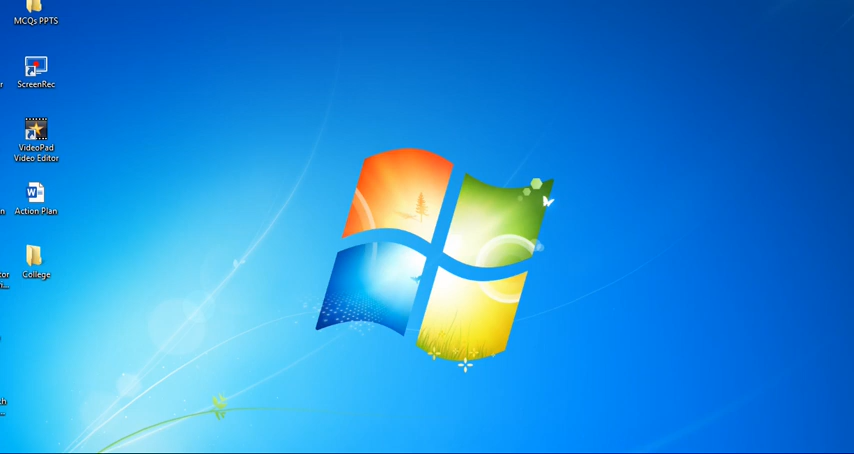 MCQs PPTS
ScreenRec
VideoPad
Video Editor
Action Plan
College